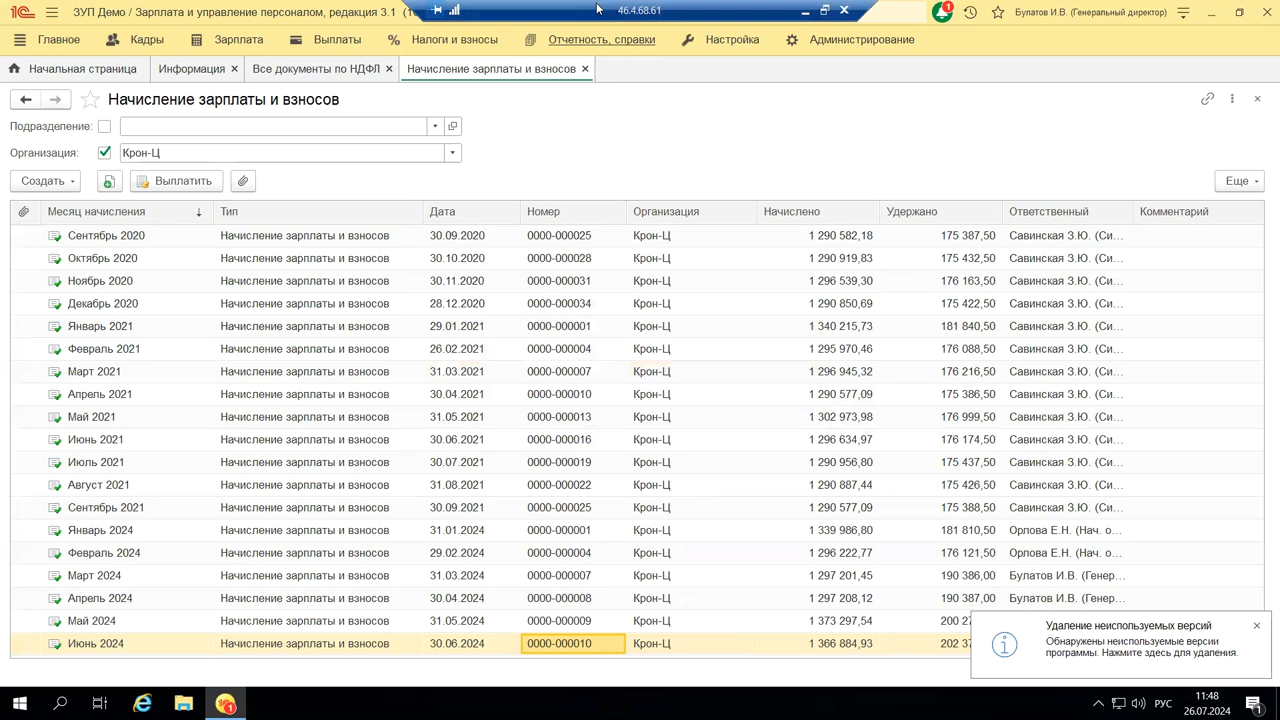 ЗУП Демо / Зарплата и управление персоналом, редакция 3.1 (1с
46.4.68.61
1
Булатов И.В. (Генеральный директор)
Главное Кадры Зарплата Выплаты Налоги и взносы Отчетность, справки Настройка Администрирование
Начальная страница Информация Все документы по НДФЛ Начисление зарплаты и взносов
Начисление зарплаты и взносов
Подразделение:
Организация: Крон-Ц
Создать Выплатить Еще
Месяц начисления Тип Дата Номер Организация Начислено Удержано Ответственный Комментарий
Сентябрь 2020 Начисление зарплаты и взносов 30.09.2020 0000-000025 Крон-Ц 1 290 582,18 175 387,50 Савинская З.Ю. (Си...
Октябрь 2020 Начисление зарплаты и взносов 30.10.2020 0000-000028 Крон-Ц 1 290 919,83 175 432,50 Савинская З.Ю. (Си...
Ноябрь 2020 Начисление зарплаты и взносов 30.11.2020 0000-000031 Крон-Ц 1 296 539,30 176 163,50 Савинская З.Ю. (Си...
Декабрь 2020 Начисление зарплаты и взносов 28.12.2020 0000-000034 Крон-Ц 1 290 850,69 175 422,50 Савинская З.Ю. (Си...
Январь 2021 Начисление зарплаты и взносов 29.01.2021 0000-000001 Крон-Ц 1 340 215,73 181 840,50 Савинская З.Ю. (Си...
Февраль 2021 Начисление зарплаты и взносов 26.02.2021 0000-000004 Крон-Ц 1 295 970,46 176 088,50 Савинская З.Ю. (Си...
Март 2021 Начисление зарплаты и взносов 31.03.2021 0000-000007 Крон-Ц 1 296 945,32 176 216,50 Савинская З.Ю. (Си...
Апрель 2021 Начисление зарплаты и взносов 30.04.2021 0000-000010 Крон-Ц 1 290 577,09 175 386,50 Савинская З.Ю. (Си...
Май 2021 Начисление зарплаты и взносов 31.05.2021 0000-000013 Крон-Ц 1 302 973,98 176 999,50 Савинская З.Ю. (Си...
Июнь 2021 Начисление зарплаты и взносов 30.06.2021 0000-000016 Крон-Ц 1 296 634,97 176 174,50 Савинская З.Ю. (Си...
Июль 2021 Начисление зарплаты и взносов 30.07.2021 0000-000019 Крон-Ц 1 290 956,80 175 437,50 Савинская З.Ю. (Си...
Август 2021 Начисление зарплаты и взносов 31.08.2021 0000-000022 Крон-Ц 1 290 887,44 175 426,50 Савинская З.Ю. (Си...
Сентябрь 2021 Начисление зарплаты и взносов 30.09.2021 0000-000025 Крон-Ц 1 290 577,09 175 388,50 Савинская З.Ю. (Си...
Январь 2024 Начисление зарплаты и взносов 31.01.2024 0000-000001 Крон-Ц 1 339 986,80 181 810,50 Орлова Е.Н. (Нач. о...
Февраль 2024 Начисление зарплаты и взносов 29.02.2024 0000-000004 Крон-Ц 1 296 222,77 176 121,50 Орлова Е.Н. (Нач. о...
Март 2024 Начисление зарплаты и взносов 31.03.2024 0000-000007 Крон-Ц 1 297 201,45 190 386,00 Булатов И.В. (Генер...
Апрель 2024 Начисление зарплаты и взносов 30.04.2024 0000-000008 Крон-Ц 1 297 208,12 190 387,00 Булатов И.В. (Генер...
Май 2024 Начисление зарплаты и взносов 31.05.2024 0000-000009 Крон-Ц 1 373 297,54 200 27
Июнь 2024 Начисление зарплаты и взносов 30.06.2024 0000-000010 Крон-Ц 1 366 884,93 202 37
Удаление неиспользуемых версий
Обнаружены неиспользуемые версии
программы. Нажмите здесь для удаления.
РУС
11:48
26.07.2024
1